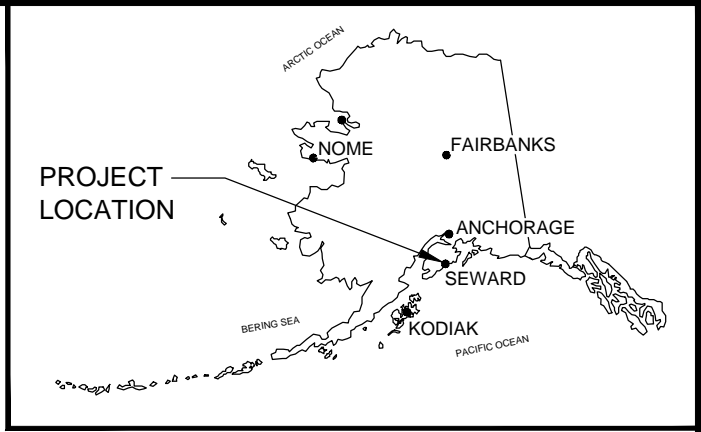 ARCTIC OCEAN
NOME
FAIRBANKS
PROJECT
LOCATION
ANCHORAGE
SEWARD
BERING SEA
KODIAK
PACIFIC OCEAN